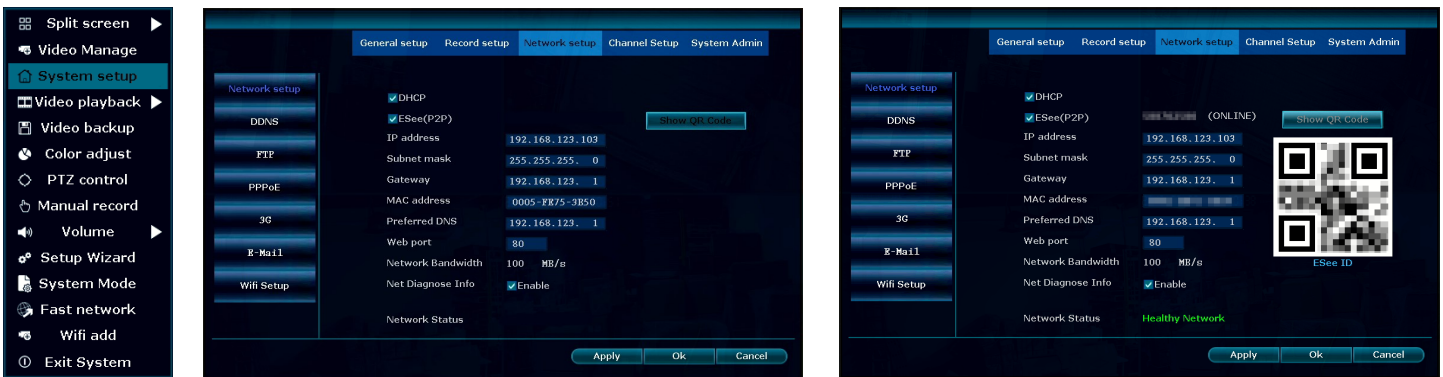 Split screen
Video Manage
System setup
Video playback
Video backup
Color adjust
PTZ control
Manual record
Volume
Setup Wizard
System Mode
Fast network
Wifi add
Exit System
General setup Record setup Network setup Channel Setup System Admin
Network setup
DDNS
FTP
PPPoE
3G
E-Mail
Wifi Setup
DHCP
ESee(P2P) Show QR Code
IP address 192.168.123.103
Subnet mask 255.255.255. 0
Gateway 192.168.123. 1
MAC address 0005-FE75-3B50
Preferred DNS 192.168.123. 1
Web port 80
Network Bandwidth 100 MB/s
Net Diagnose Info Enable
Network Status
Apply Ok Cancel
General setup Record setup Network setup Channel Setup System Admin
Network setup
DDNS
FTP
PPPoE
3G
E-Mail
Wifi Setup
DHCP
ESee(P2P) (ONLINE) Show QR Code
IP address 192.168.123.103
Subnet mask 255.255.255. 0
Gateway 192.168.123. 1
MAC address
Preferred DNS 192.168.123. 1
Web port 80
Network Bandwidth 100 MB/s
Net Diagnose Info Enable
ESee ID
Network Status Healthy Network
Apply Ok Cancel